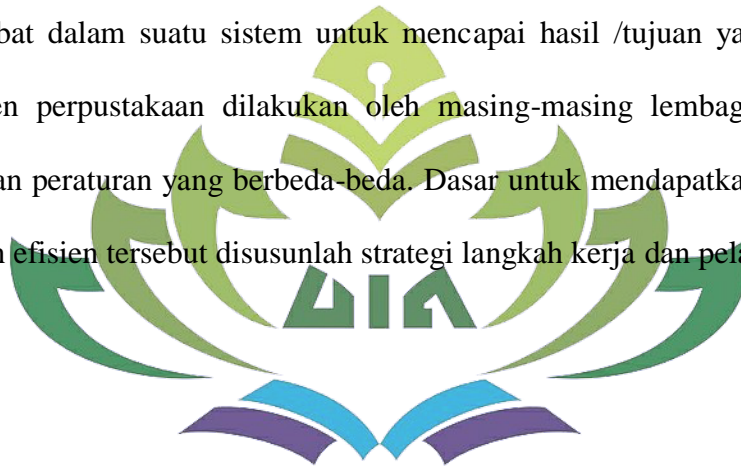 bat dalam suatu sistem untuk mencapai hasil /tujuan ya
en perpustakaan dilakukan oleh masing-masing lembag
an peraturan yang berbeda-beda. Dasar untuk mendapatka
n efisien tersebut disusunlah strategi langkah kerja dan pela
UIN